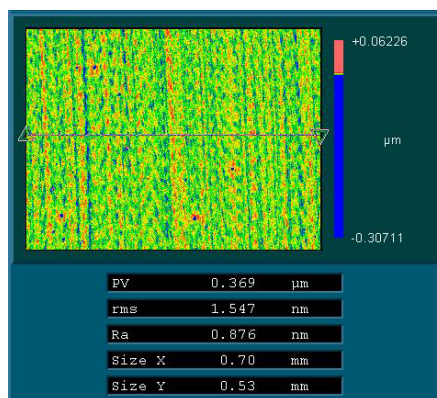 +0.06226
µm
-0.30711
PV 0.369 µm
rms 1.547 nm
Ra 0.876 nm
Size X 0.70 mm
Size Y 0.53 mm